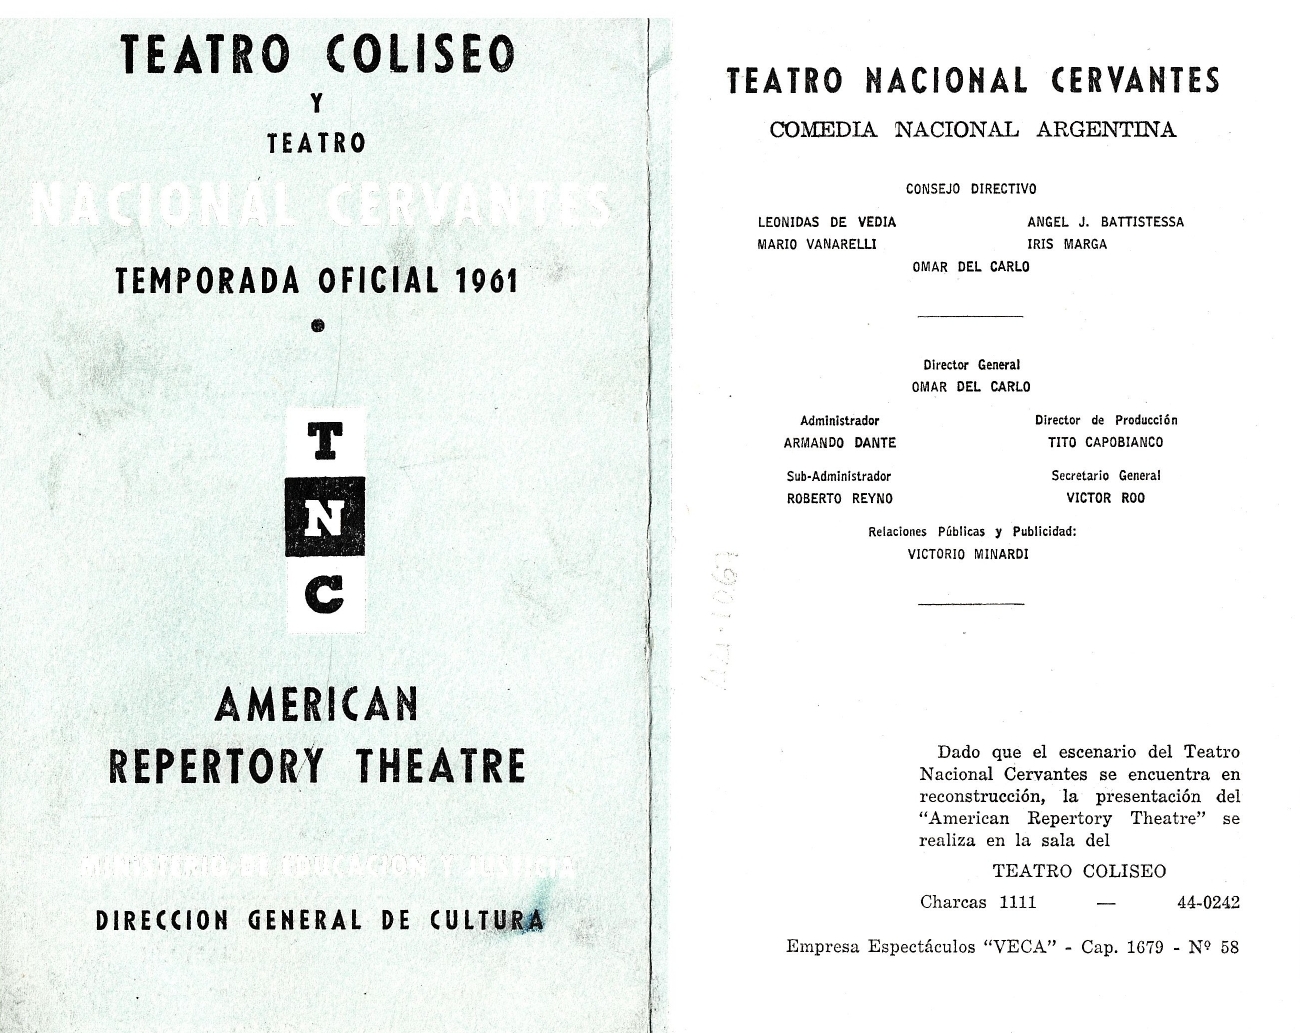 TEATRO COLISEO
Y
TEATRO
NACIONAL CERVANTES
TEMPORADA OFICIAL 1961
T
N
C
AMERICAN
REPERTORY THEATRE
MINISTERIO DE EDUCACION Y JUSTICIA
DIRECCION GENERAL DE CULTURA
TEATRO NACIONAL CERVANTES
COMEDIA NACIONAL ARGENTINA
CONSEJO DIRECTIVO
LEONIDAS DE VEDIA ANGEL J. BATTISTESSA
MARIO VANARELLI IRIS MARGA
OMAR DEL CARLO
Director General
OMAR DEL CARLO
Administrador Director de Producción
ARMANDO DANTE TITO CAPOBIANCO
Sub-Administrador Secretario General
ROBERTO REYNO VICTOR ROO
Relaciones Públicas y Publicidad:
VICTORIO MINARDI
Dado que el escenario del Teatro
Nacional Cervantes se encuentra en
reconstrucción, la presentación del
“American Repertory Theatre” se
realiza en la sala del
TEATRO COLISEO
Charcas 1111 — 44-0242
Empresa Espectáculos “VECA” - Cap. 1679 - Nº 58